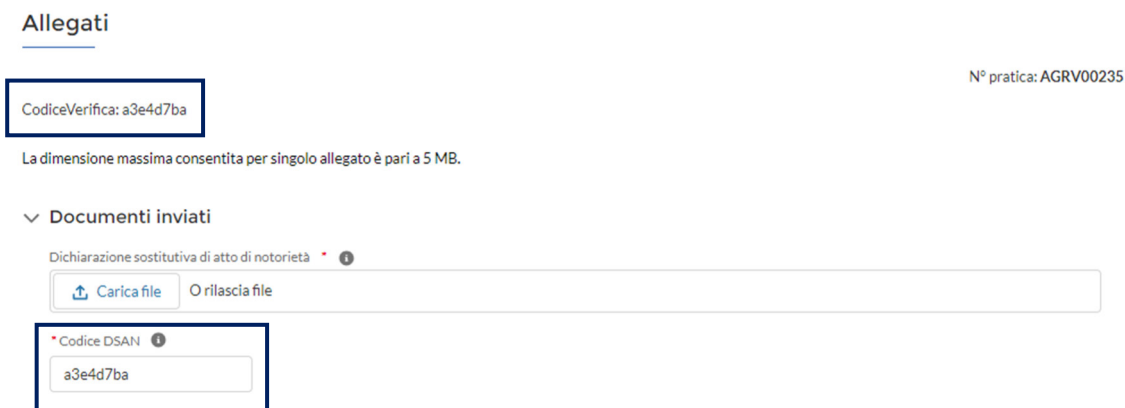 Allegati
N° pratica: AGRV00235
CodiceVerifica: a3e4d7ba
La dimensione massima consentita per singolo allegato è pari a 5 MB.
Documenti inviati
Dichiarazione sostitutiva di atto di notorietà *
Carica file O rilascia file
*Codice DSAN
a3e4d7ba